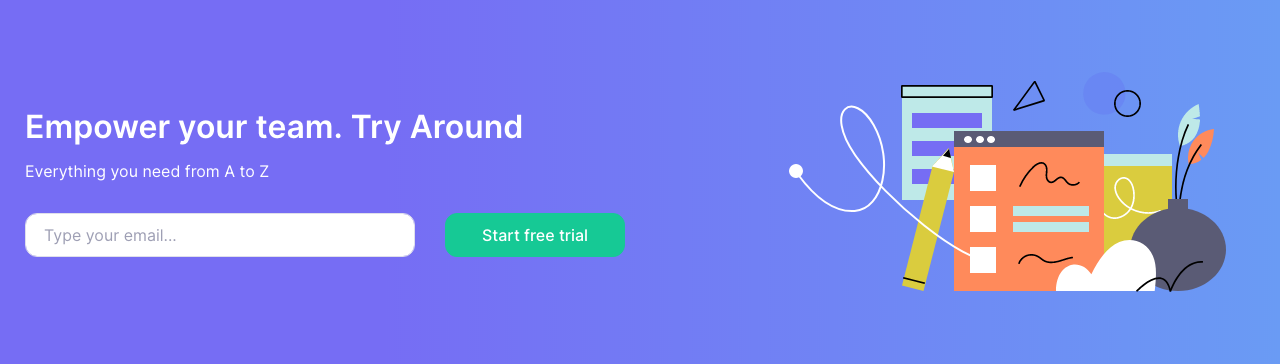 Empower your team. Try Around
Everything you need from A to Z
Type your email...
Start free trial